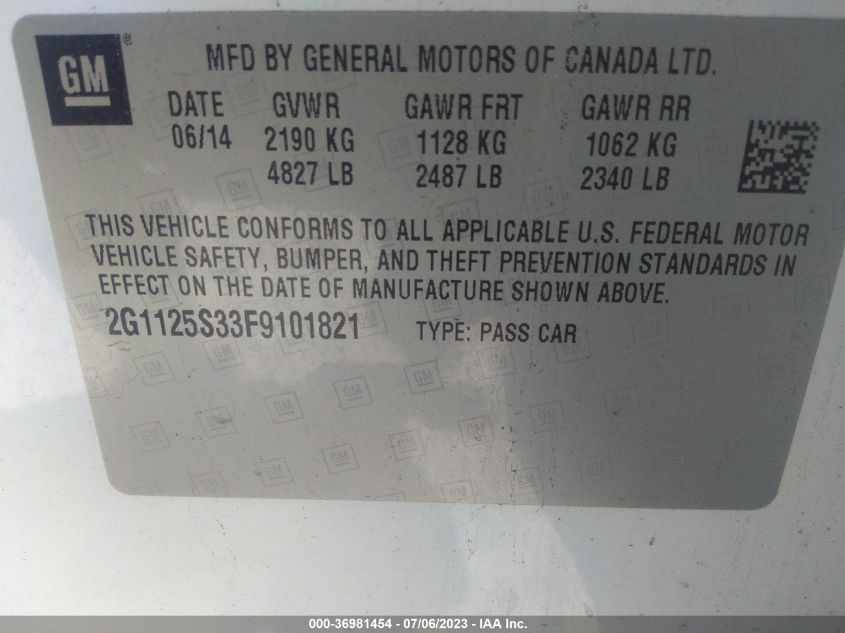 GM®
MFD BY GENERAL MOTORS OF CANADA LTD.
DATE GVWR GAWR FRT GAWR RR
06/14 2190 KG 1128 KG 1062 KG
4827 LB 2487 LB 2340 LB
THIS VEHICLE CONFORMS TO ALL APPLICABLE U.S. FEDERAL MOTOR
VEHICLE SAFETY, BUMPER, AND THEFT PREVENTION STANDARDS IN
EFFECT ON THE DATE OF MANUFACTURE SHOWN ABOVE.
2G1125S33F9101821 TYPE: PASS CAR
000-36981454 - 07/06/2023 - IAA Inc.